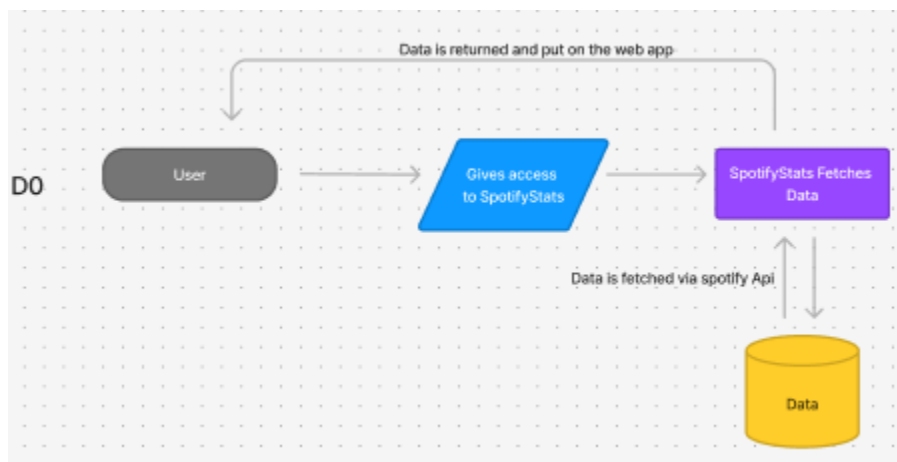 Data is returned and put on the web app
D0
User
Gives access
to SpotifyStats
SpotifyStats Fetches
Data
Data is fetched via spotify Api
Data